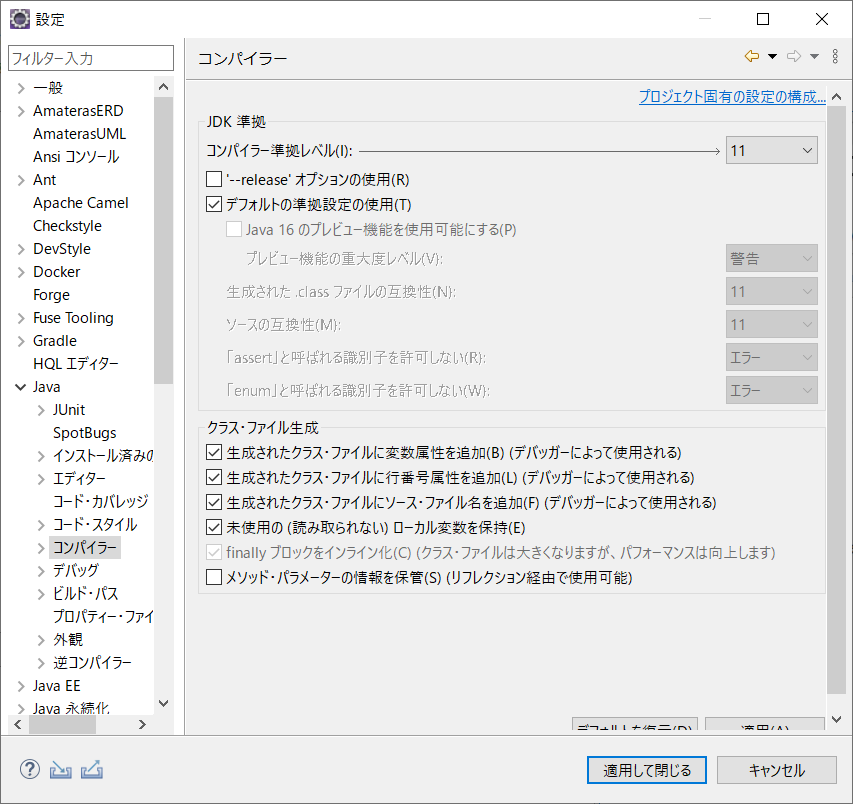 設定
フィルター入力
一般
AmaterasERD
AmaterasUML
Ansi コンソール
Ant
Apache Camel
Checkstyle
DevStyle
Docker
Forge
Fuse Tooling
Gradle
HQL エディター
Java
JUnit
SpotBugs
インストール済みの
エディター
コード・カバレッジ
コード・スタイル
コンパイラー
デバッグ
ビルド・パス
プロパティー・ファイ
外観
逆コンパイラー
Java EE
Java 永続化
コンパイラー
プロジェクト固有の設定の構成...
JDK 準拠
コンパイラー準拠レベル(I): 11
'--release' オプションの使用(R)
デフォルトの準拠設定の使用(T)
Java 16 のプレビュー機能を使用可能にする(P)
プレビュー機能の重大度レベル(V): 警告
生成された .class ファイルの互換性(N): 11
ソースの互換性(M): 11
「assert」と呼ばれる識別子を許可しない(R): エラー
「enum」と呼ばれる識別子を許可しない(W): エラー
クラス・ファイル生成
生成されたクラス・ファイルに変数属性を追加(B) (デバッガーによって使用される)
生成されたクラス・ファイルに行番号属性を追加(L) (デバッガーによって使用される)
生成されたクラス・ファイルにソース・ファイル名を追加(F) (デバッガーによって使用される)
未使用の (読み取られない) ローカル変数を保持(E)
finally ブロックをインライン化(C) (クラス・ファイルは大きくなりますが、パフォーマンスは向上します)
メソッド・パラメーターの情報を保管(S) (リフレクション経由で使用可能)
デフォルトを復元(D) 適用(A)
適用して閉じる キャンセル